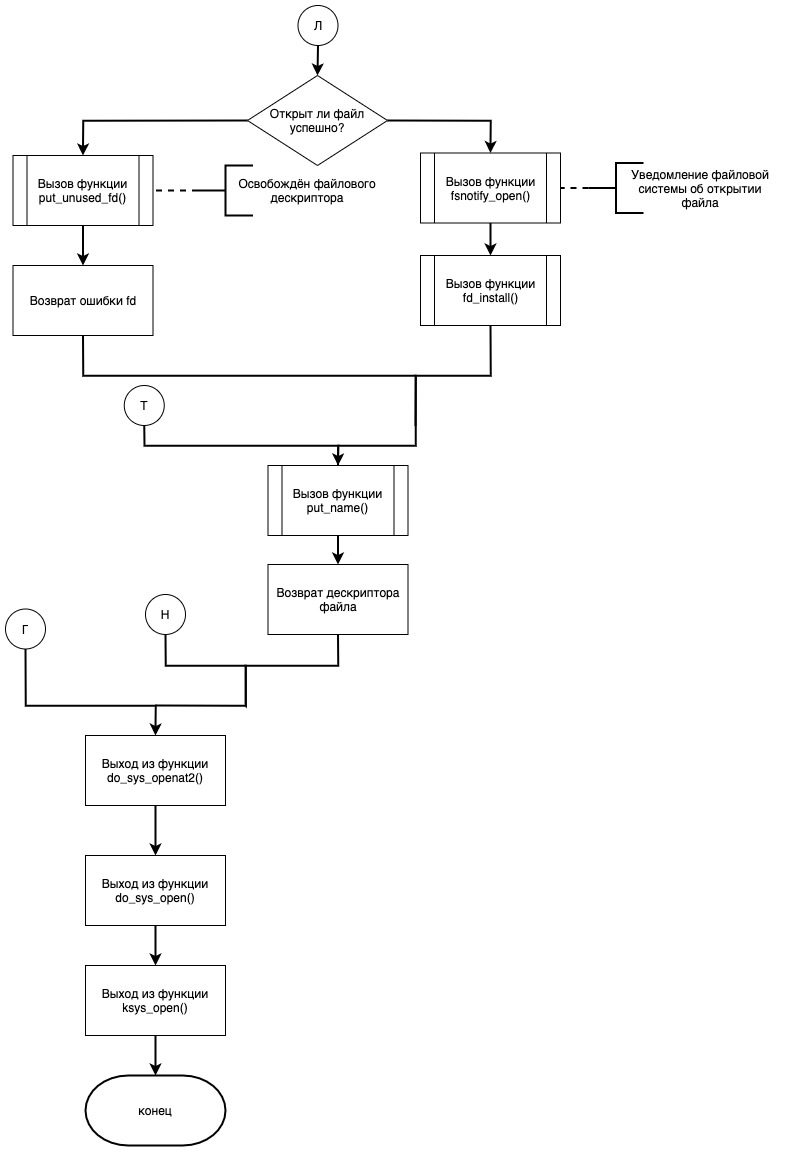 Л
Открыт ли файл
успешно?
Вызов функции
put_unused_fd()
Освобождён файлового
дескриптора
Вызов функции
fsnotify_open()
Уведомление файловой
системы об открытии
файла
Возврат ошибки fd
Вызов функции
fd_install()
Т
Вызов функции
put_name()
Возврат дескриптора
файла
Н
Г
Выход из функции
do_sys_openat2()
Выход из функции
do_sys_open()
Выход из функции
ksys_open()
конец